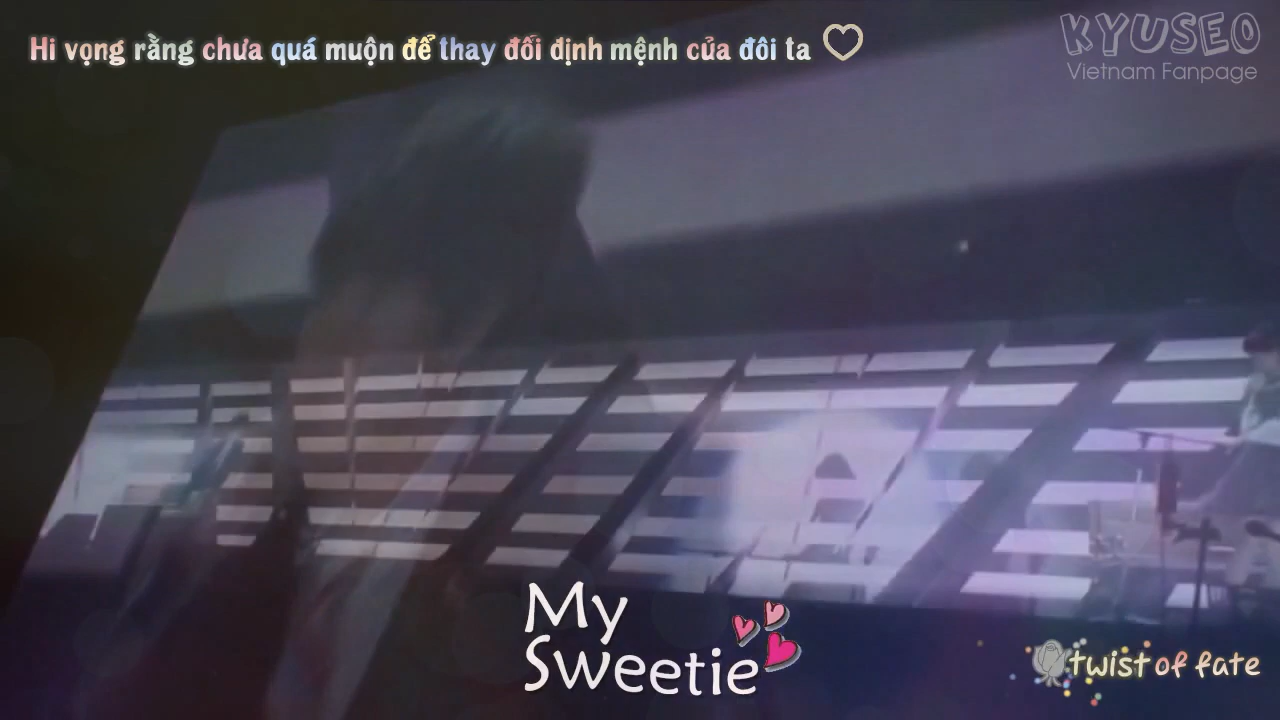 Hi vọng rằng chưa quá muộn để thay đổi định mệnh của đôi ta
KYUSEO
Vietnam Fanpage
My
Sweetie
twist of fate